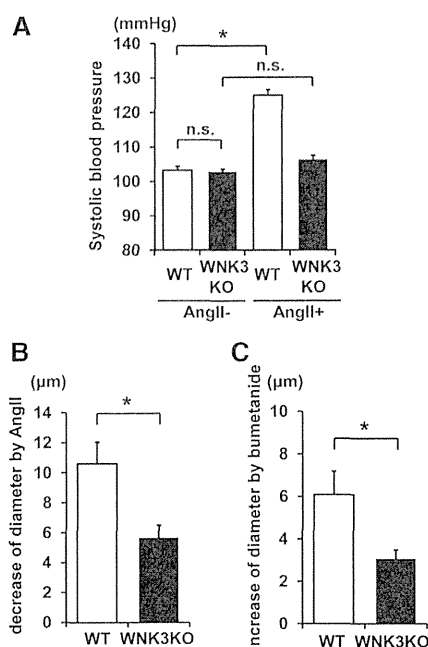 A
(mmHg)
Systolic blood pressure
140
130
120
110
100
90
80
*
n.s.
n.s.
WT WNK3 KO WT WNK3 KO
AngII- AngII+
B
(μm)
decrease of diameter by AngII
14
12
10
8
6
4
2
0
*
WT WNK3KO
C
(μm)
ncrease of diameter by bumetanide
10
8
6
4
2
0
*
WT WNK3KO